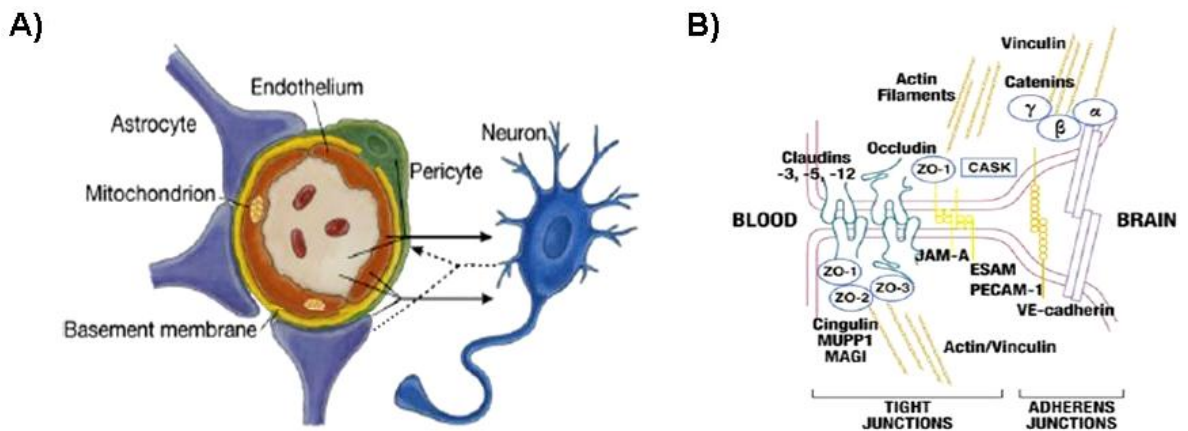 A)
Endothelium
Astrocyte
Mitochondrion
Basement membrane
Pericyte
Neuron
B)
Vinculin
Catenins
Actin
Filaments
γ
β
α
Occludin
ZO-1
CASK
Claudins
-3, -5, -12
BLOOD
BRAIN
JAM-A
ESAM
PECAM-1
VE-cadherin
ZO-1
ZO-2
ZO-3
Cingulin
MUPP1
MAGI
Actin/Vinculin
TIGHT
JUNCTIONS
ADHERENS
JUNCTIONS